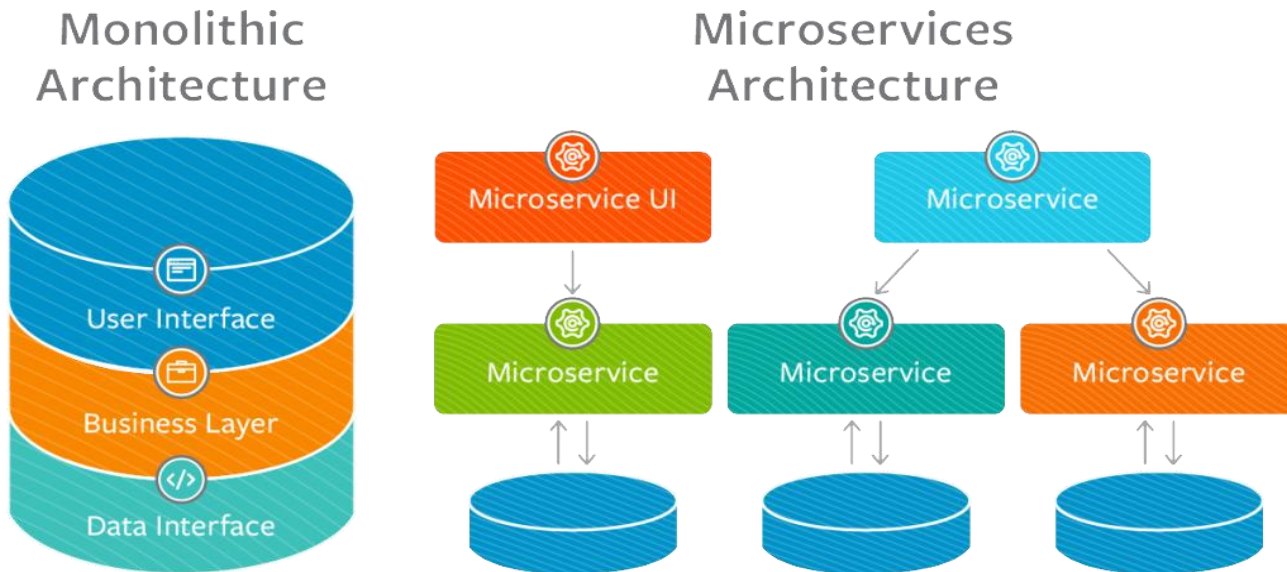 Monolithic
Architecture
User Interface
Business Layer
Data Interface
Microservices
Architecture
Microservice UI
Microservice
Microservice
Microservice
Microservice